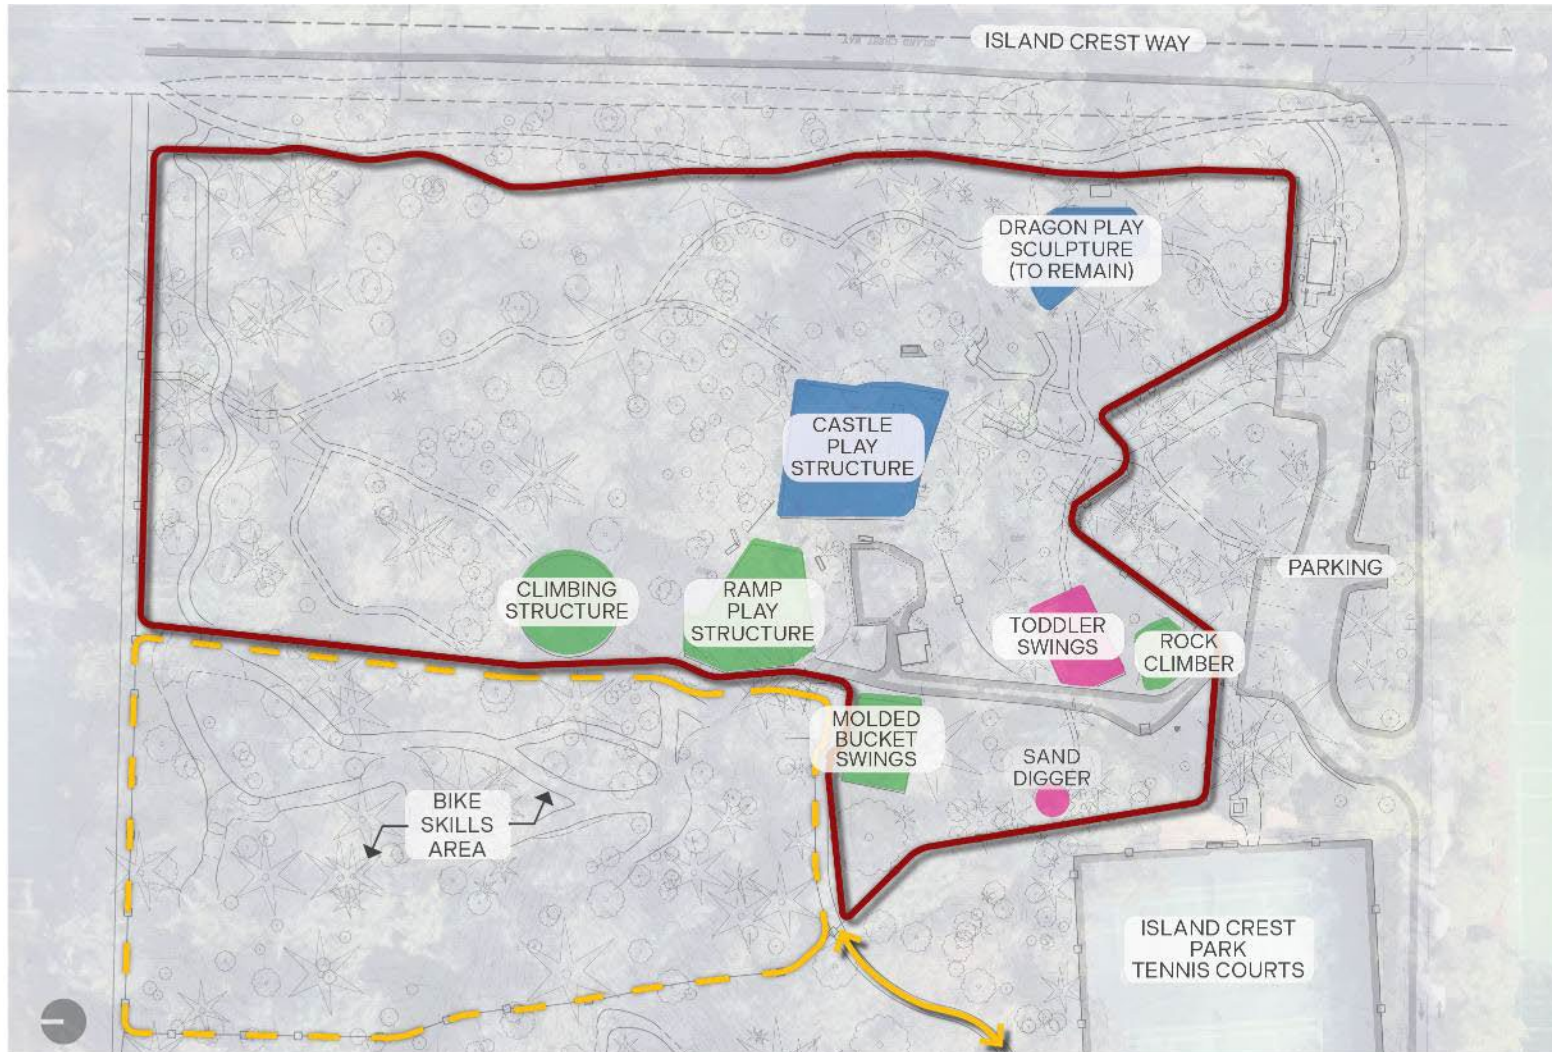 ISLAND CREST WAY
DRAGON PLAY
SCULPTURE
(TO REMAIN)
CASTLE
PLAY
STRUCTURE
PARKING
CLIMBING
STRUCTURE
RAMP
PLAY
STRUCTURE
TODDLER
SWINGS
ROCK
CLIMBER
MOLDED
BUCKET
SWINGS
SAND
DIGGER
BIKE
SKILLS
AREA
ISLAND CREST
PARK
TENNIS COURTS